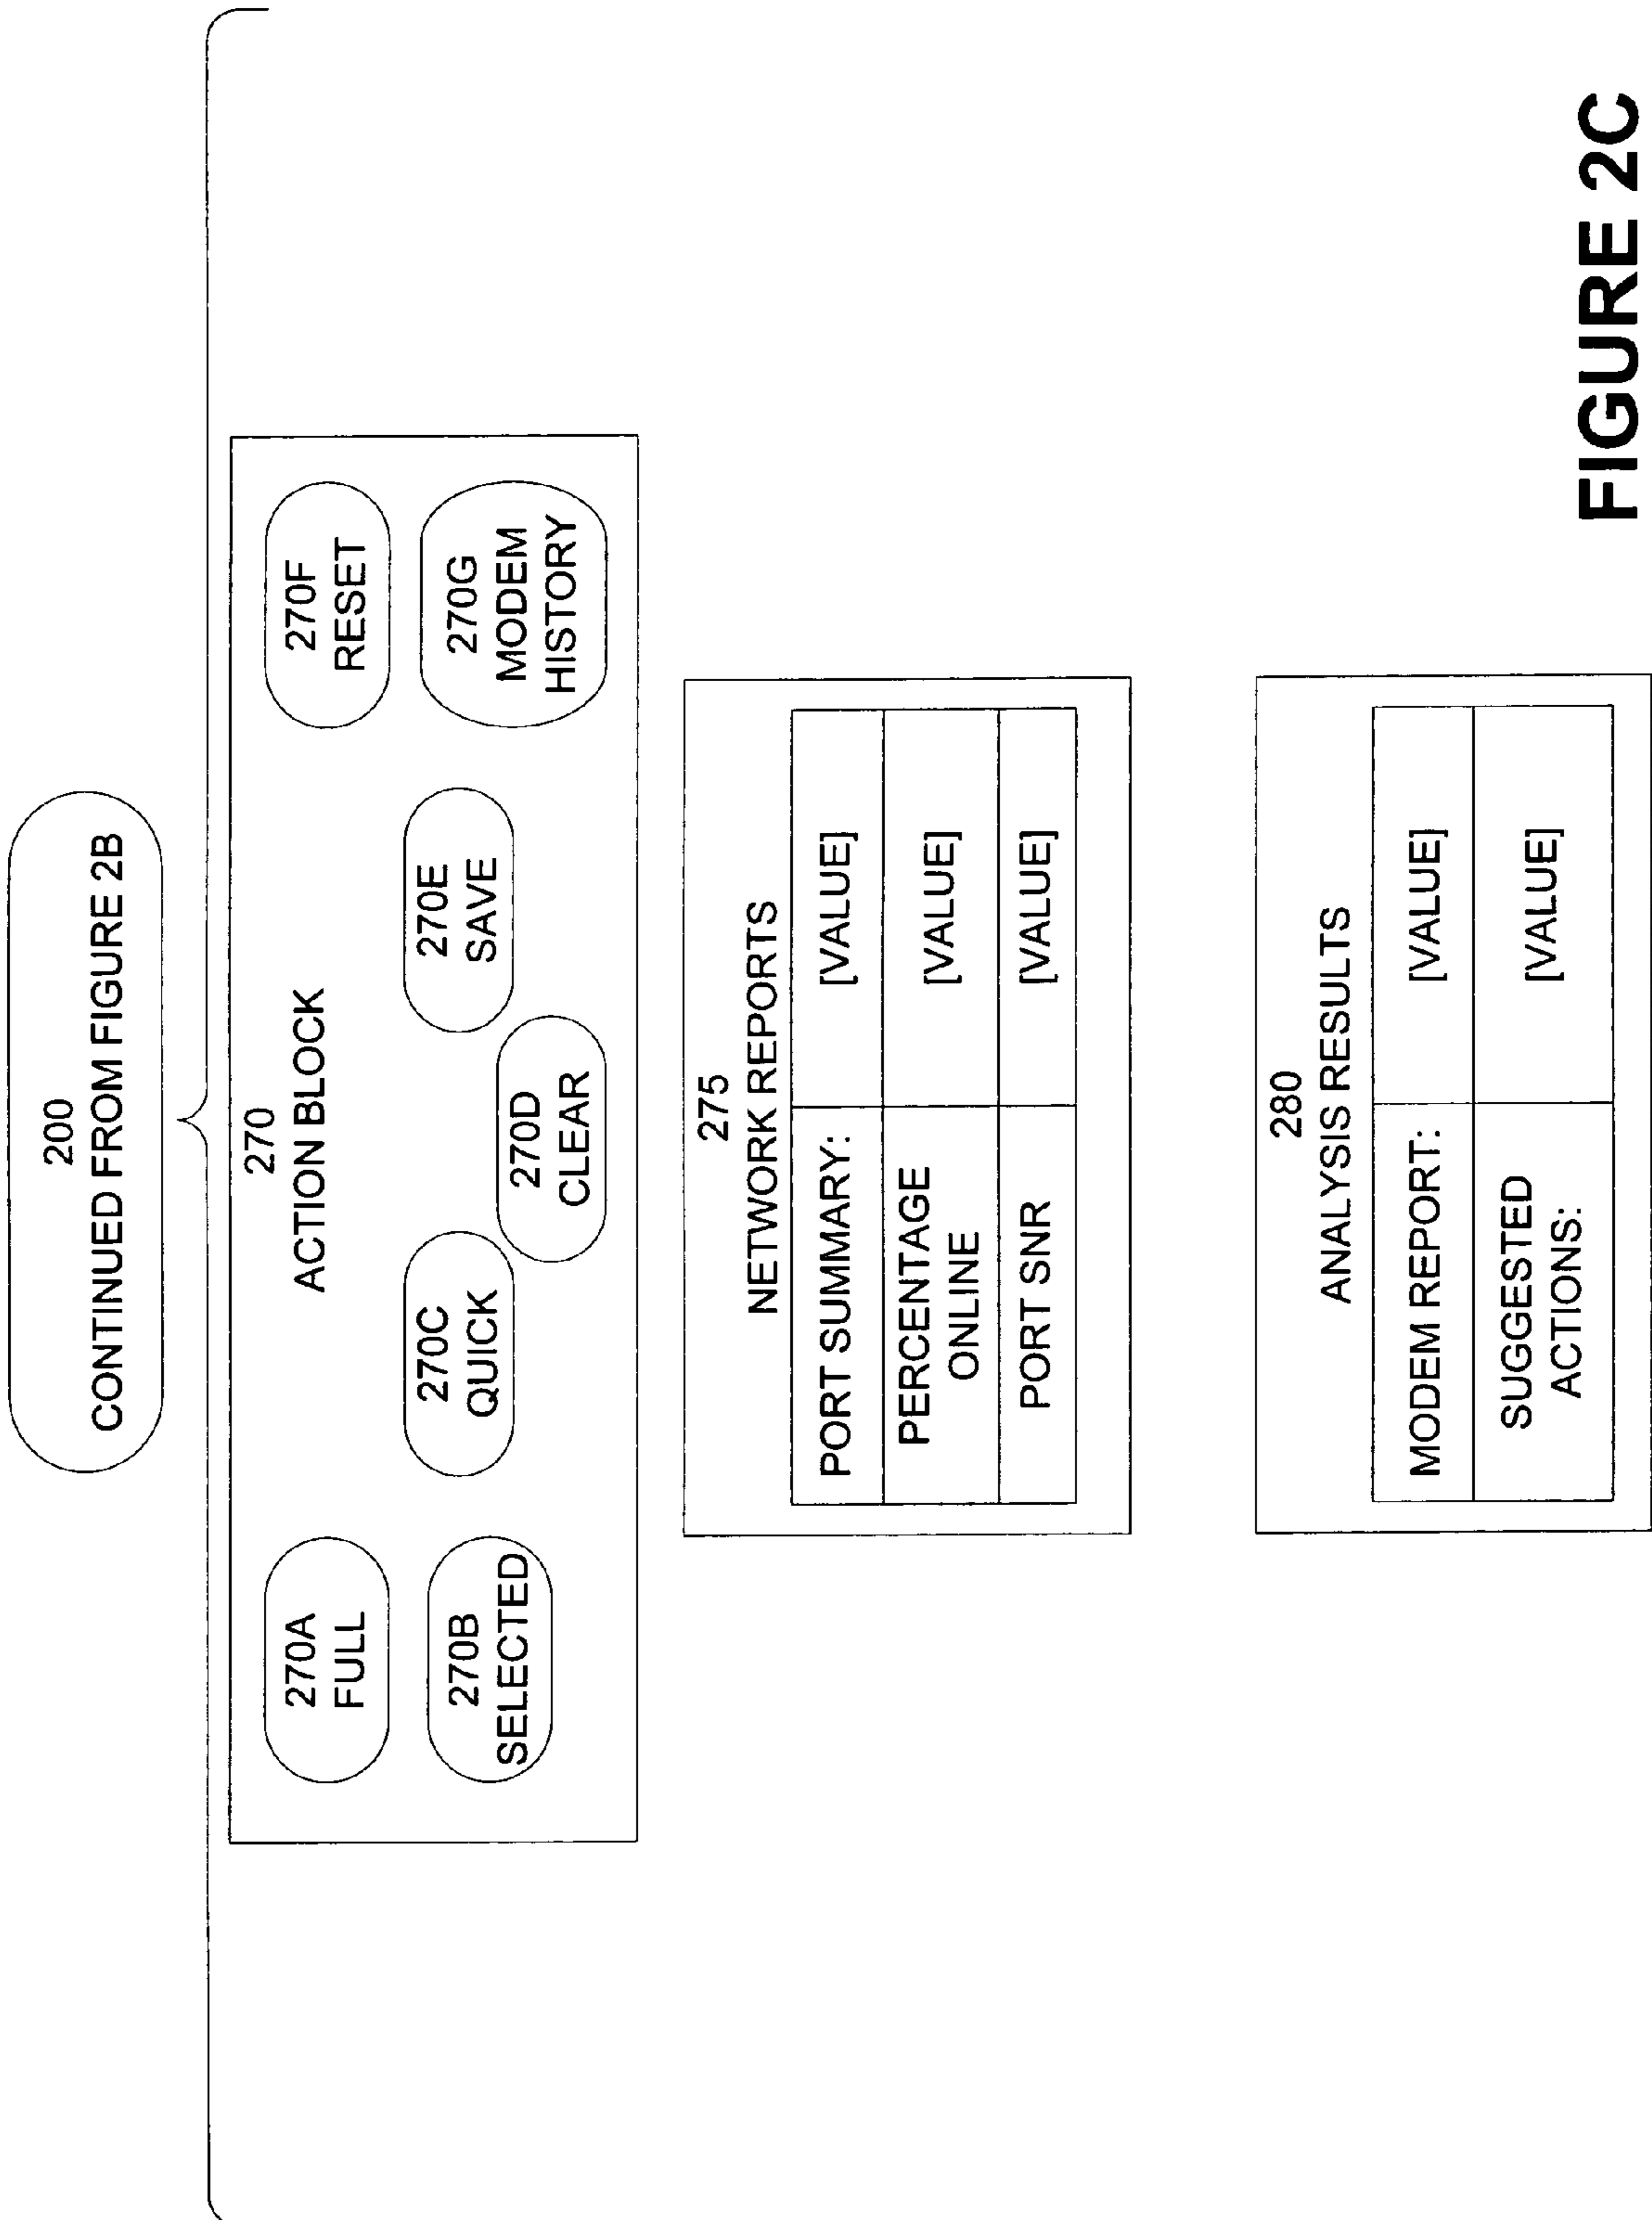 200
CONTINUED FROM FIGURE 2B
270
ACTION BLOCK
270A
FULL
270B
SELECTED
270C
QUICK
270D
CLEAR
270E
SAVE
270F
RESET
270G
MODEM
HISTORY
275
NETWORK REPORTS
PORT SUMMARY: [VALUE]
PERCENTAGE
ONLINE
[VALUE]
PORT SNR [VALUE]
280
ANALYSIS RESULTS
MODEM REPORT: [VALUE]
SUGGESTED
ACTIONS:
[VALUE]
FIGURE 2C